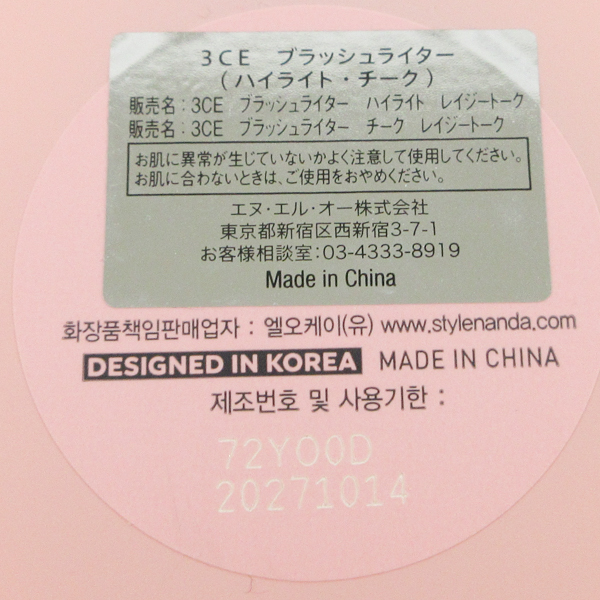 3CE ブラッシュライター
(ハイライト・チーク)
販売名：3CE ブラッシュライター ハイライト レイジートーク
販売名：3CE ブラッシュライター チーク レイジートーク
お肌に異常が生じていないかよく注意して使用してください。
お肌に合わないときは、ご使用をおやめください。
エヌ・エル・オー株式会社
東京都新宿区西新宿3-7-1
お客様相談室：03-4333-8919
Made in China
화장품책임판매업자 : 엘오케이(유) www.stylenanda.com
DESIGNED IN KOREA MADE IN CHINA
제조번호 및 사용기한 :
72YO0D
20271014